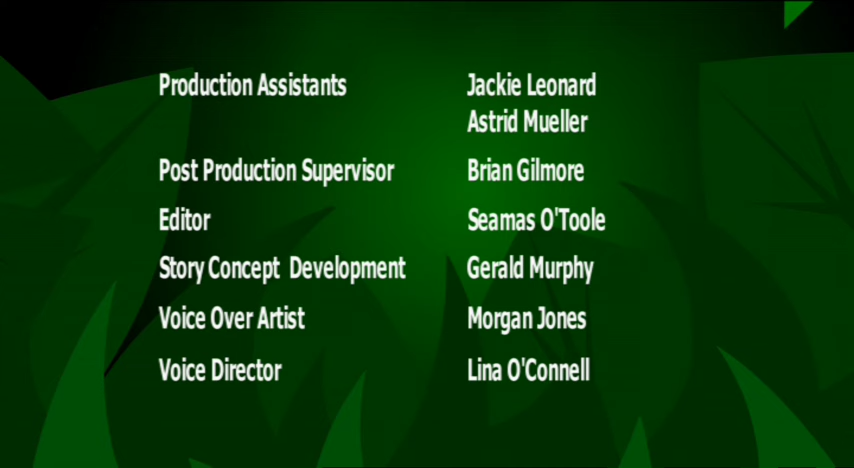 Production Assistants Jackie Leonard
Astrid Mueller
Post Production Supervisor Brian Gilmore
Editor Seamas O'Toole
Story Concept Development Gerald Murphy
Voice Over Artist Morgan Jones
Voice Director Lina O'Connell